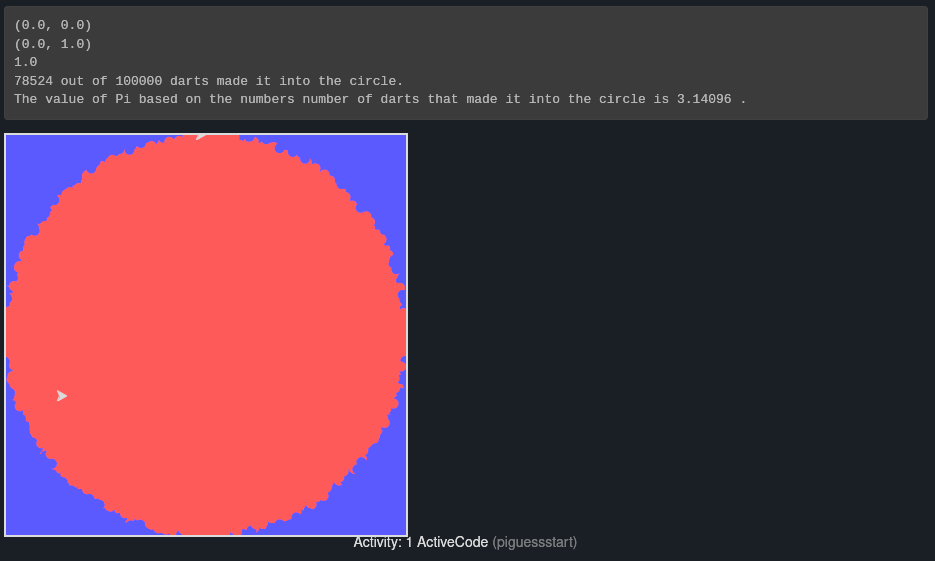 (0.0, 0.0)
(0.0, 1.0)
1.0
78524 out of 100000 darts made it into the circle.
The value of Pi based on the numbers number of darts that made it into the circle is 3.14096 .
Activity: 1 ActiveCode (piguessstart)